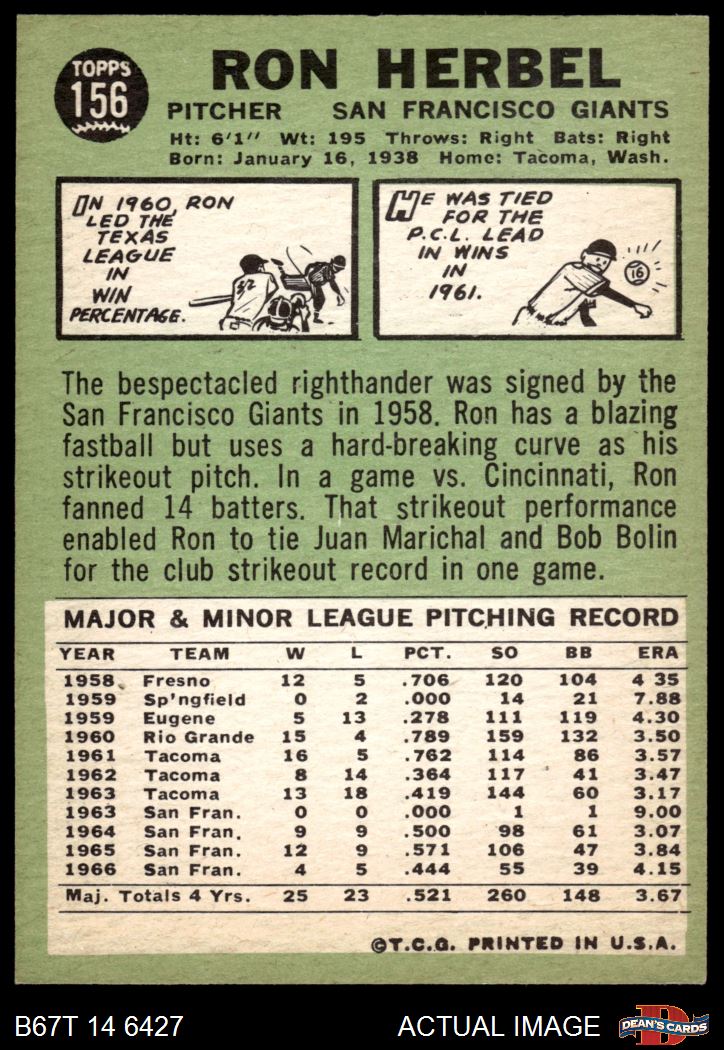 TOPPS
156
RON HERBEL
PITCHER SAN FRANCISCO GIANTS
Ht: 6'1" Wt: 195 Throws: Right Bats: Right
Born: January 16, 1938 Home: Tacoma, Wash.
IN 1960, RON
LED THE
TEXAS
LEAGUE
IN
WIN
PERCENTAGE.
HE WAS TIED
FOR THE
P.C.L. LEAD
IN WINS
IN
1961.
16
The bespectacled righthander was signed by the
San Francisco Giants in 1958. Ron has a blazing
fastball but uses a hard-breaking curve as his
strikeout pitch. In a game vs. Cincinnati, Ron
fanned 14 batters. That strikeout performance
enabled Ron to tie Juan Marichal and Bob Bolin
for the club strikeout record in one game.
MAJOR & MINOR LEAGUE PITCHING RECORD
YEAR TEAM W L PCT. SO BB ERA
1958 Fresno 12 5 .706 120 104 4 35
1959 Sp'ngfield 0 2 .000 14 21 7.88
1959 Eugene 5 13 .278 111 119 4.30
1960 Rio Grande 15 4 .789 159 132 3.50
1961 Tacoma 16 5 .762 114 86 3.57
1962 Tacoma 8 14 .364 117 41 3.47
1963 Tacoma 13 18 .419 144 60 3.17
1963 San Fran. 0 0 .000 1 1 9.00
1964 San Fran. 9 9 .500 98 61 3.07
1965 San Fran. 12 9 .571 106 47 3.84
1966 San Fran. 4 5 .444 55 39 4.15
Maj. Totals 4 Yrs. 25 23 .521 260 148 3.67
©T.C.G. PRINTED IN U.S.A.
B67T 14 6427 ACTUAL IMAGE DEAN'S CARDS